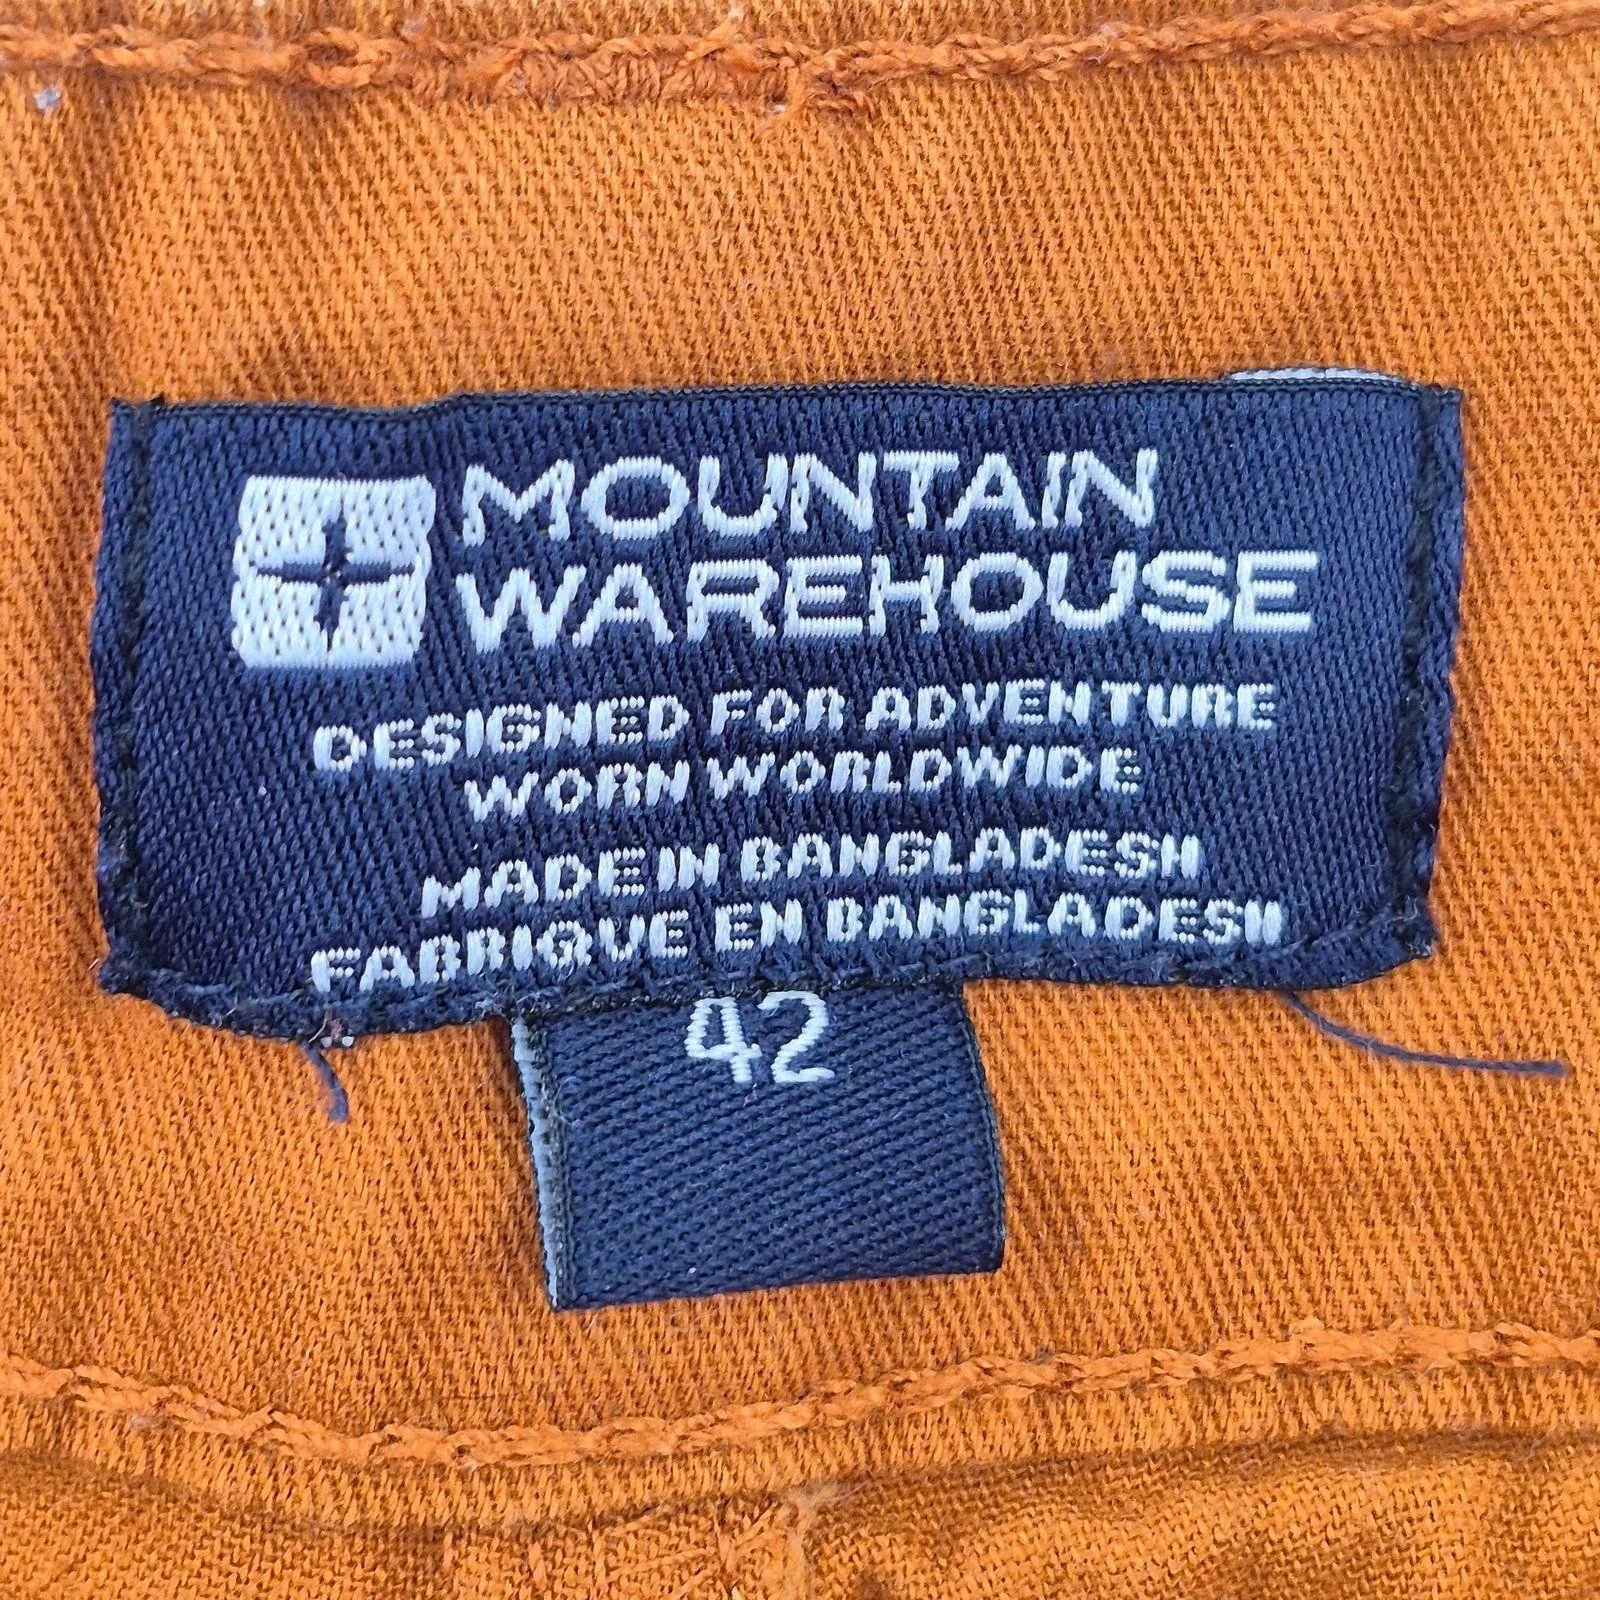 MOUNTAIN
WAREHOUSE
DESIGNED FOR ADVENTURE
WORN WORLDWIDE
MADE IN BANGLADESH
FABRIQUE EN BANGLADESH
42